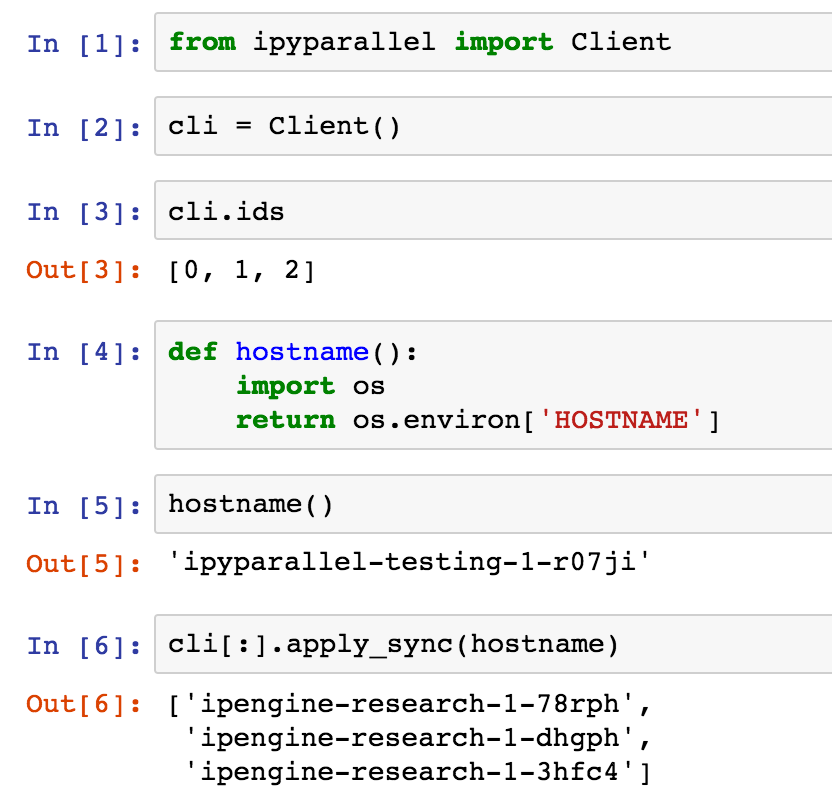 In [1]: from ipyparallel import Client
In [2]: cli = Client()
In [3]: cli.ids
Out[3]: [0, 1, 2]
In [4]: def hostname():
    import os
    return os.environ['HOSTNAME']
In [5]: hostname()
Out[5]: 'ipyparallel-testing-1-r07ji'
In [6]: cli[:].apply_sync(hostname)
Out[6]: ['ipengine-research-1-78rph',
 'ipengine-research-1-dhgph',
 'ipengine-research-1-3hfc4']